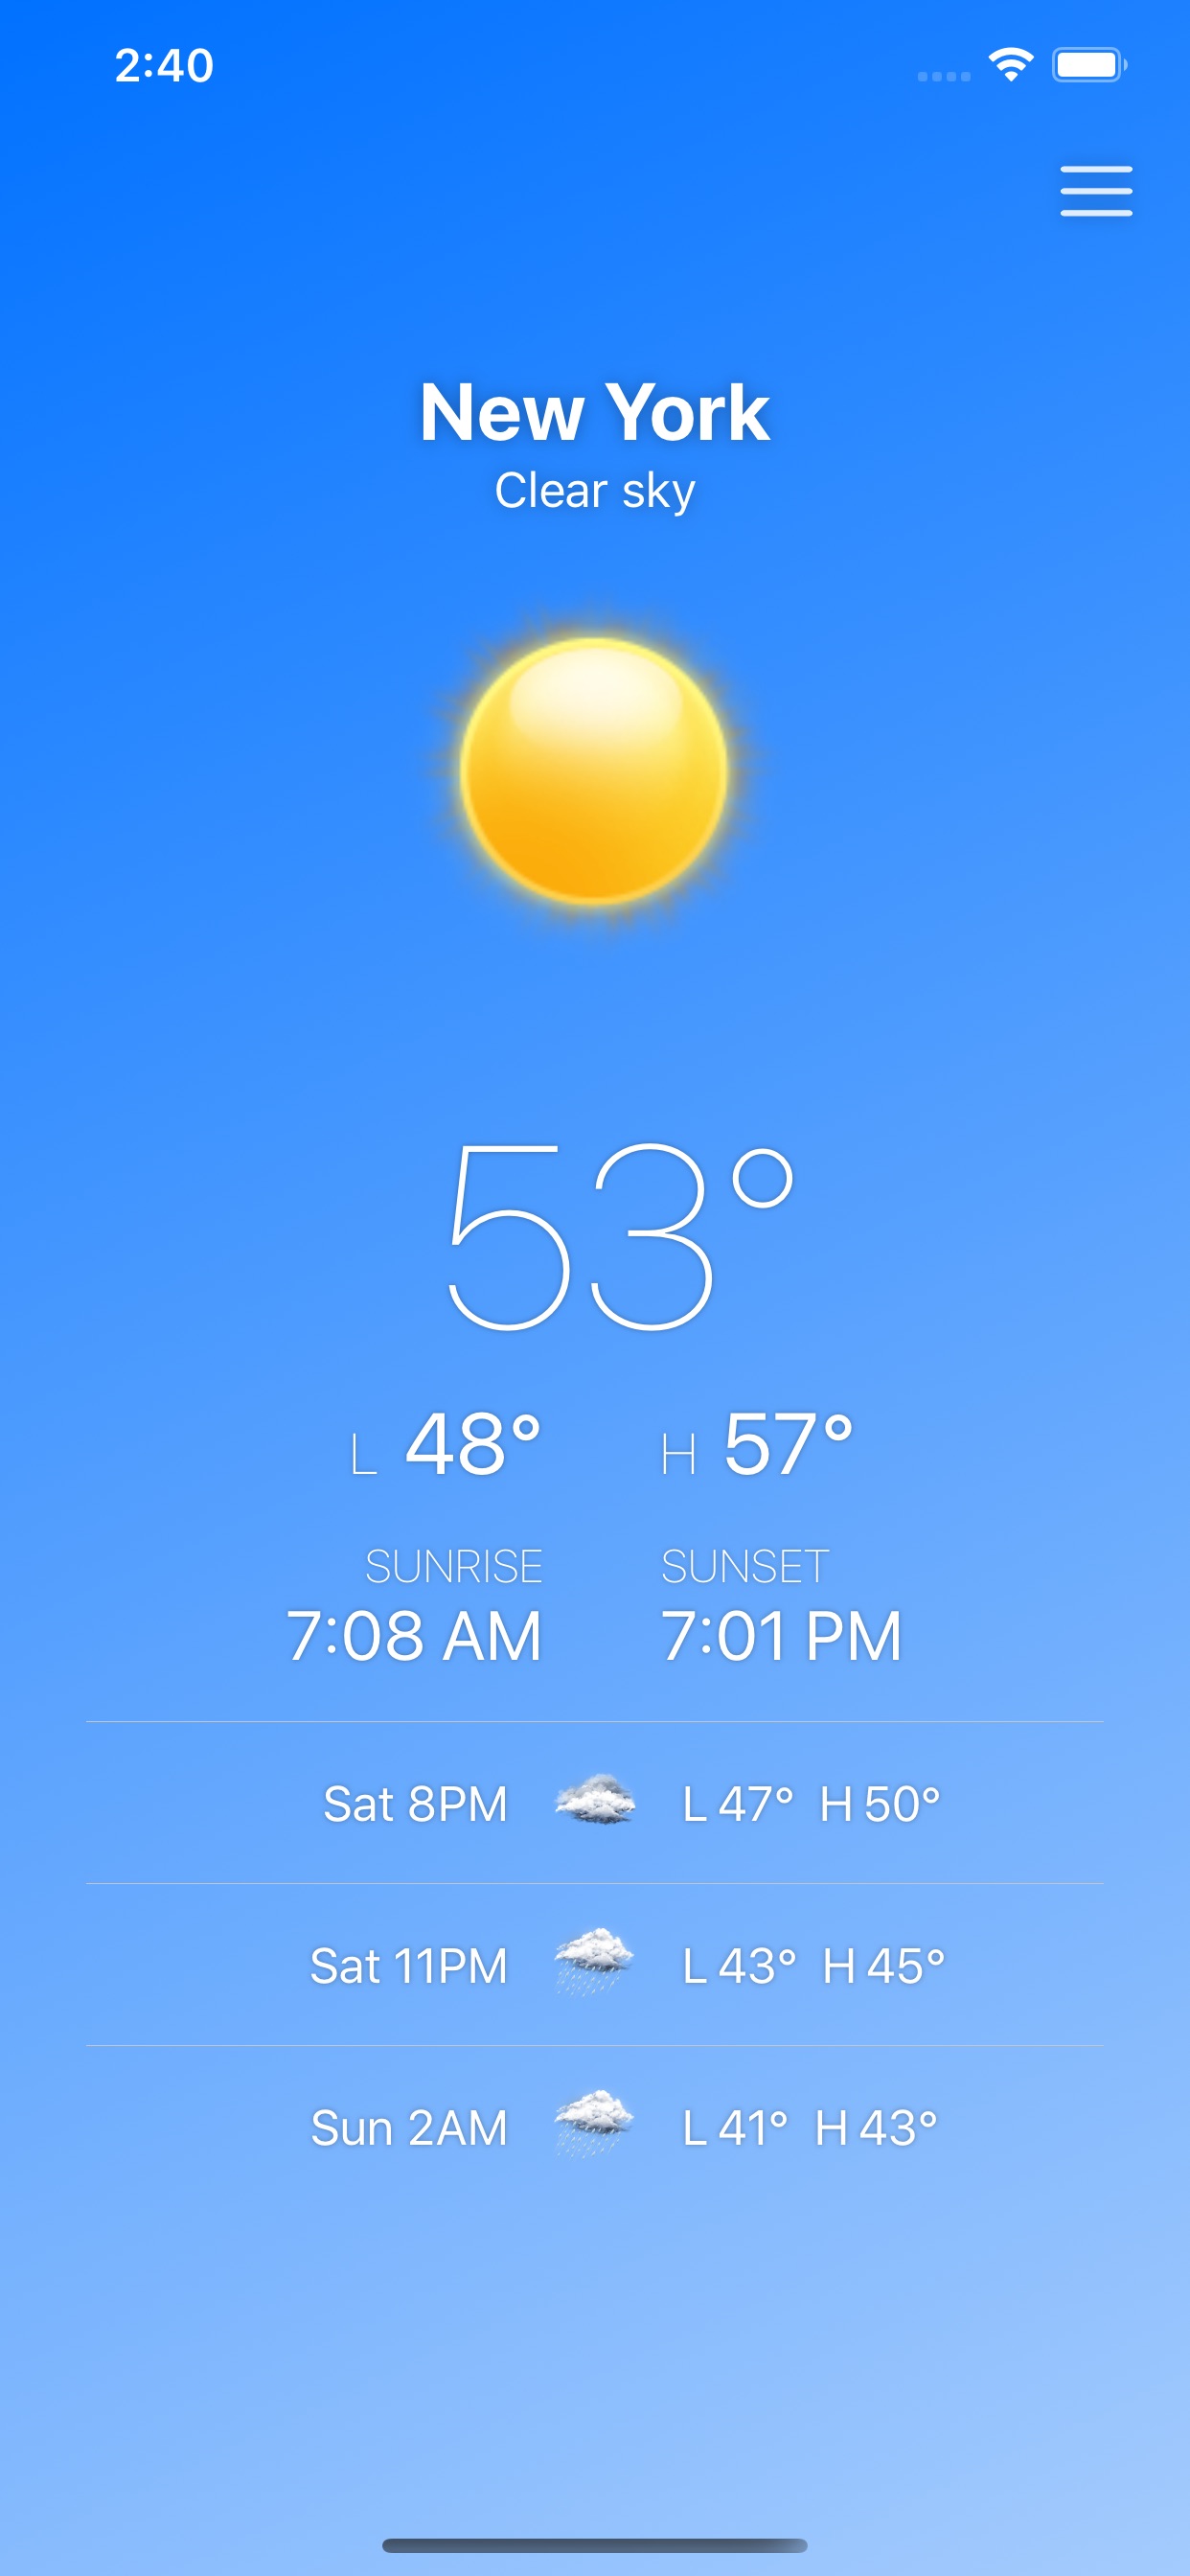 2:40
New York
Clear sky
53°
L 48° H 57°
SUNRISE SUNSET
7:08 AM 7:01 PM
Sat 8PM L 47° H 50°
Sat 11PM L 43° H 45°
Sun 2AM L 41° H 43°